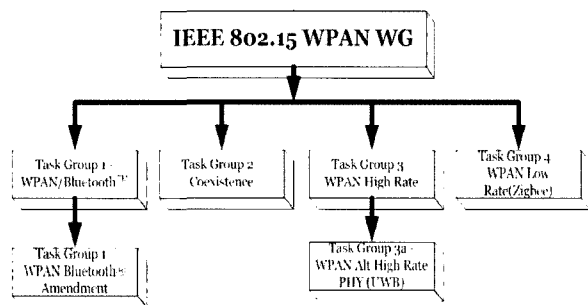 IEEE 802.15 WPAN WG
Task Group 1 -
WPAN/Bluetooth™
Task Group 2
Coexistence
Task Group 3
WPAN High Rate
Task Group 4
WPAN Low
Rate(Zigbee)
Task Group 1
WPAN Bluetooth
Amendment
Task Group 3a -
WPAN Alt High Rate
PHY (UWB)